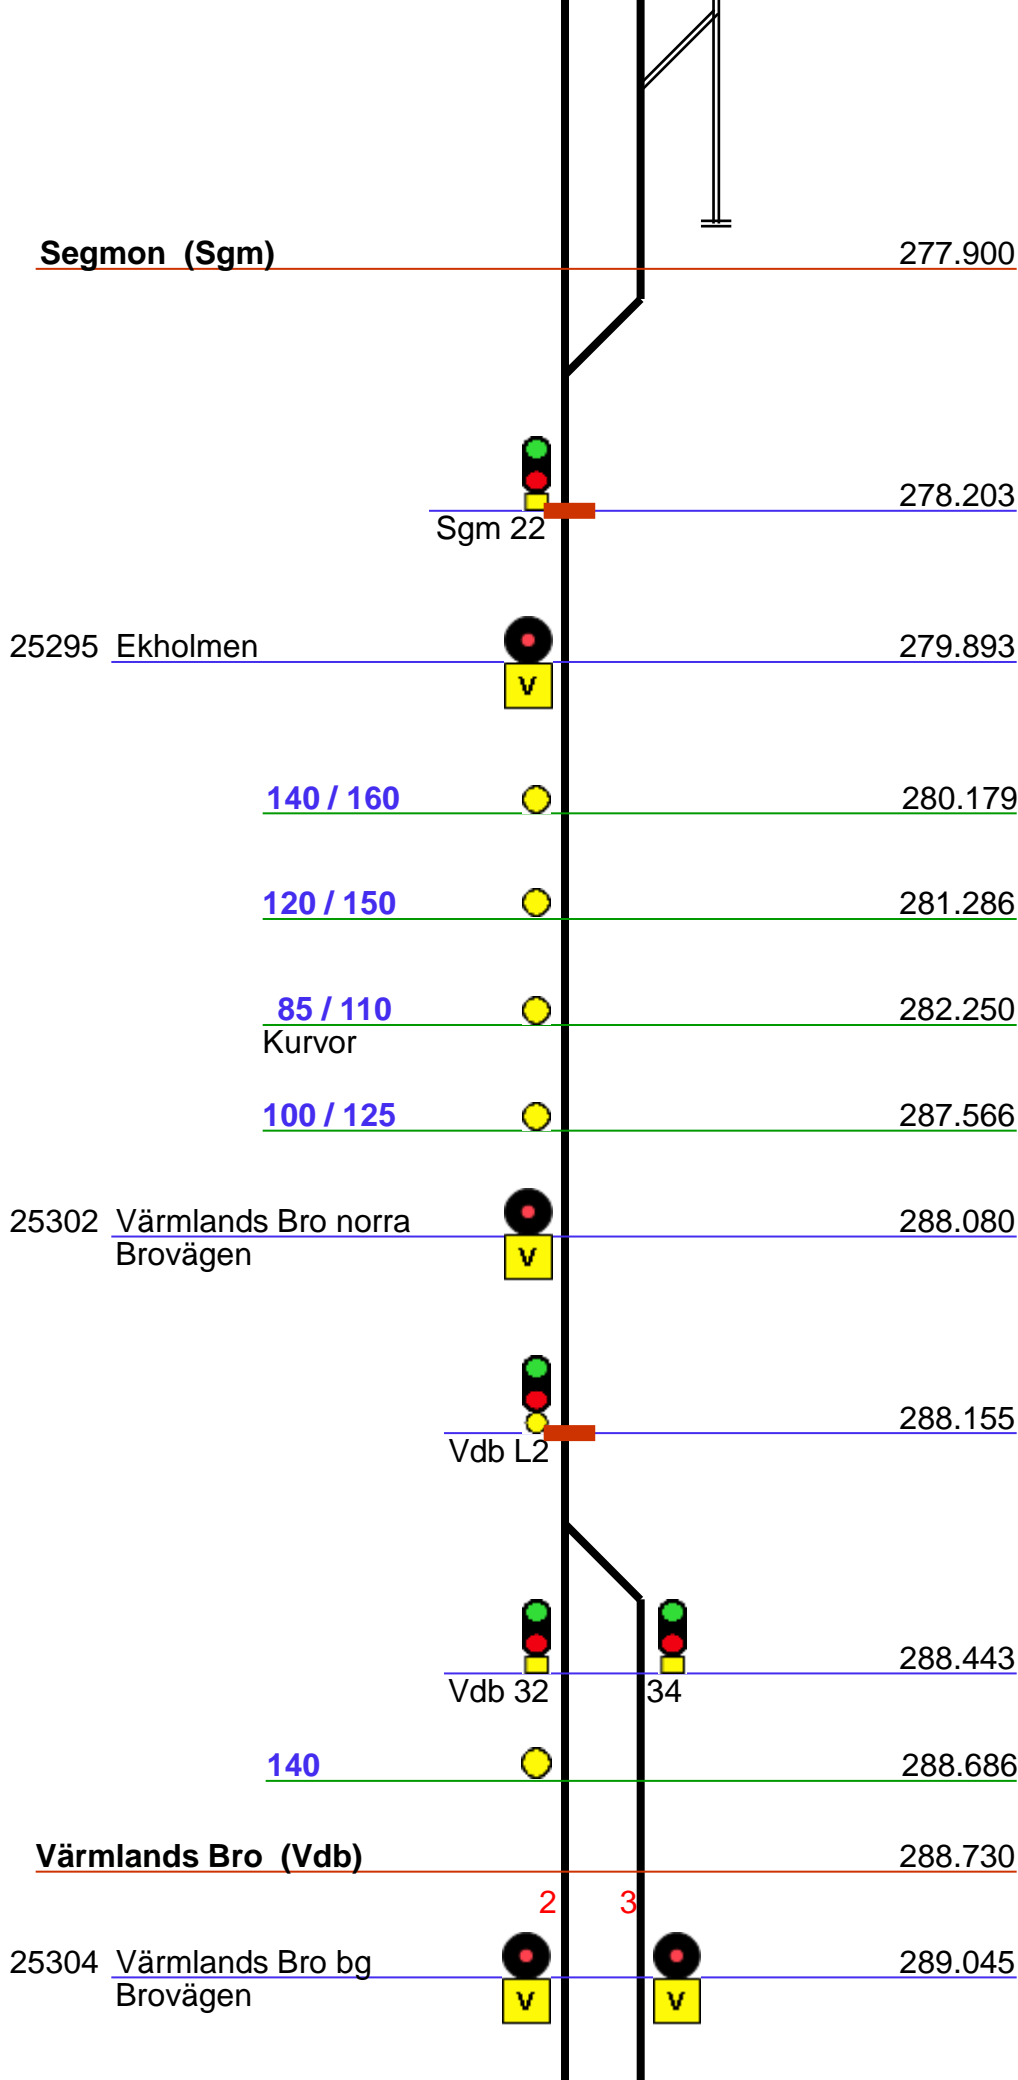 Segmon (Sgm) 277.900
278.203
Sgm 22
25295 Ekholmen 279.893
V
140 / 160 280.179
120 / 150 281.286
85 / 110 282.250
Kurvor
100 / 125 287.566
25302 Värmlands Bro norra 288.080
Brovägen V
288.155
Vdb L2
288.443
Vdb 32 34
140 288.686
Värmlands Bro (Vdb) 288.730
2 3
25304 Värmlands Bro bg 289.045
Brovägen V V